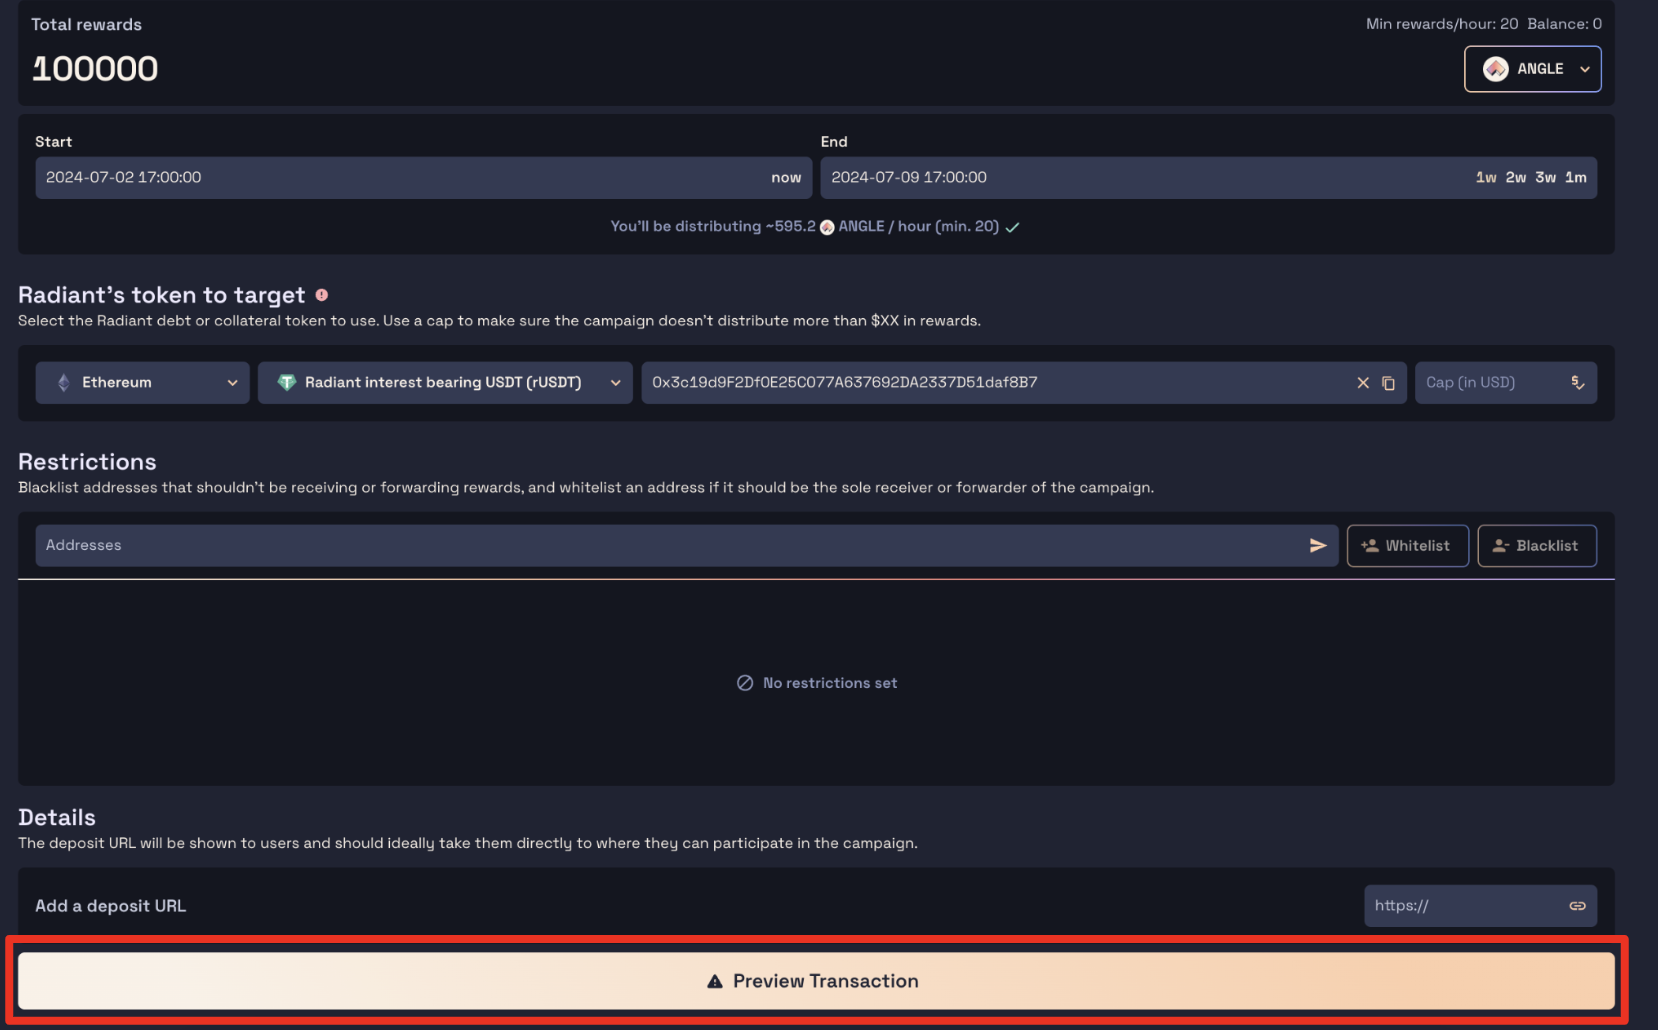 Total rewards
Min rewards/hour: 20 Balance: 0
100000
ANGLE
Start
End
2024-07-02 17:00:00
now
2024-07-09 17:00:00
1w 2w 3w 1m
You'll be distributing ~595.2 ANGLE / hour (min. 20)
Radiant's token to target
Select the Radiant debt or collateral token to use. Use a cap to make sure the campaign doesn't distribute more than $XX in rewards.
Ethereum
Radiant interest bearing USDT (rUSDT)
0x3c19d9F2Df0E25C077A637692DA2337D51daf8B7
Cap (in USD)
Restrictions
Blacklist addresses that shouldn't be receiving or forwarding rewards, and whitelist an address if it should be the sole receiver or forwarder of the campaign.
Addresses
Whitelist
Blacklist
No restrictions set
Details
The deposit URL will be shown to users and should ideally take them directly to where they can participate in the campaign.
Add a deposit URL
https://
Preview Transaction